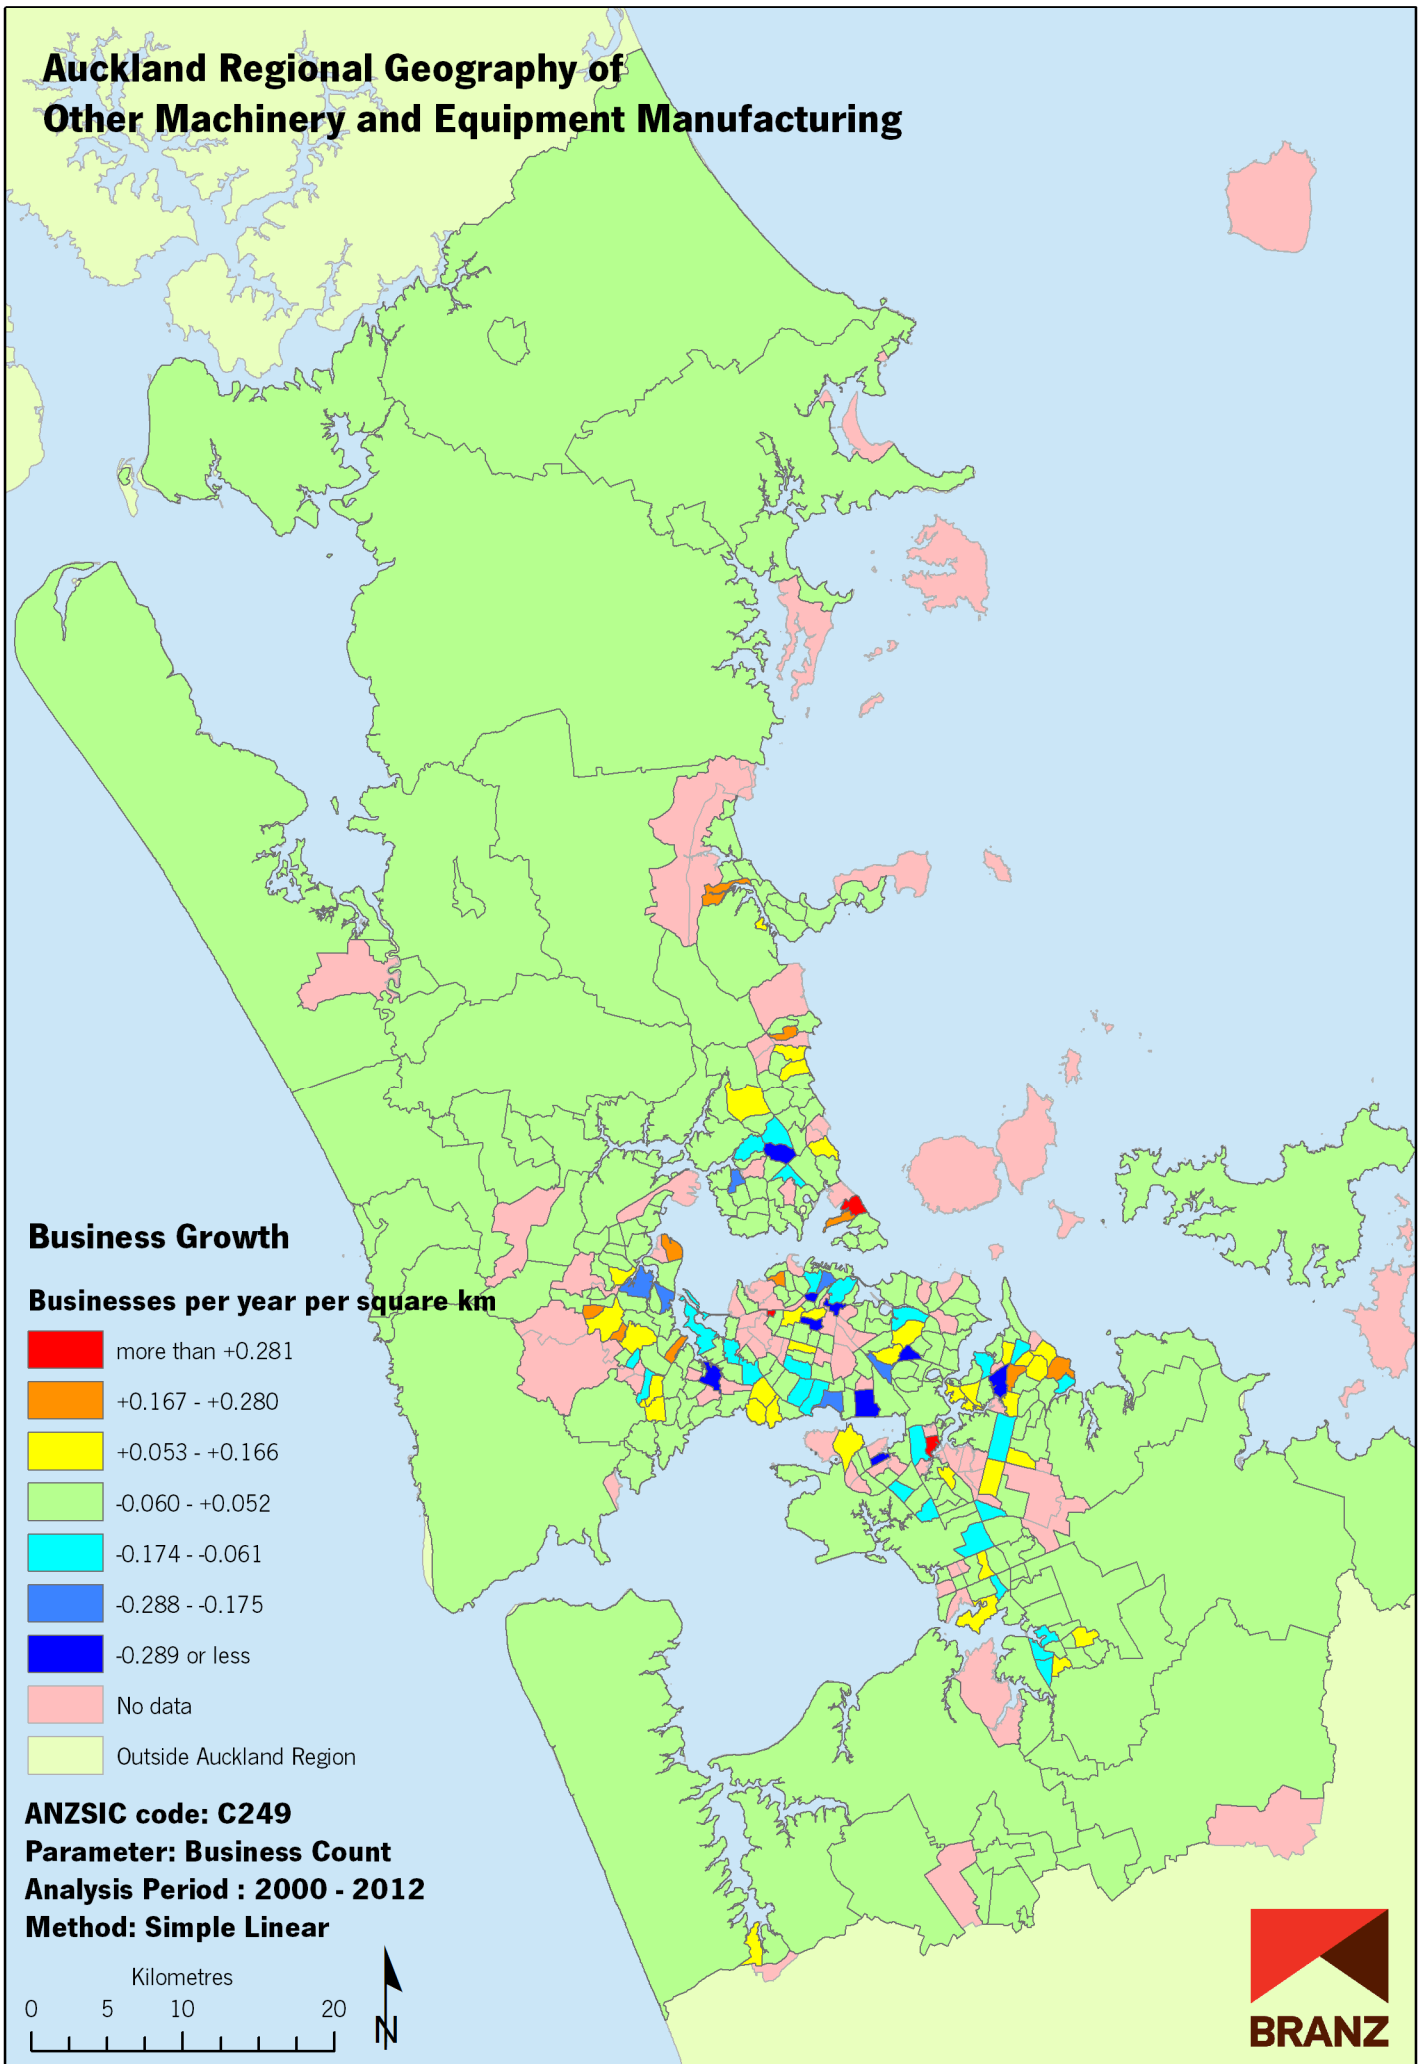 Auckland Regional Geography of
Other Machinery and Equipment Manufacturing
Business Growth
Businesses per year per square km
more than +0.281
+0.167 - +0.280
+0.053 - +0.166
-0.060 - +0.052
-0.174 - -0.061
-0.288 - -0.175
-0.289 or less
No data
Outside Auckland Region
ANZSIC code: C249
Parameter: Business Count
Analysis Period : 2000 - 2012
Method: Simple Linear
Kilometres
0 5 10 20
N
BRANZ